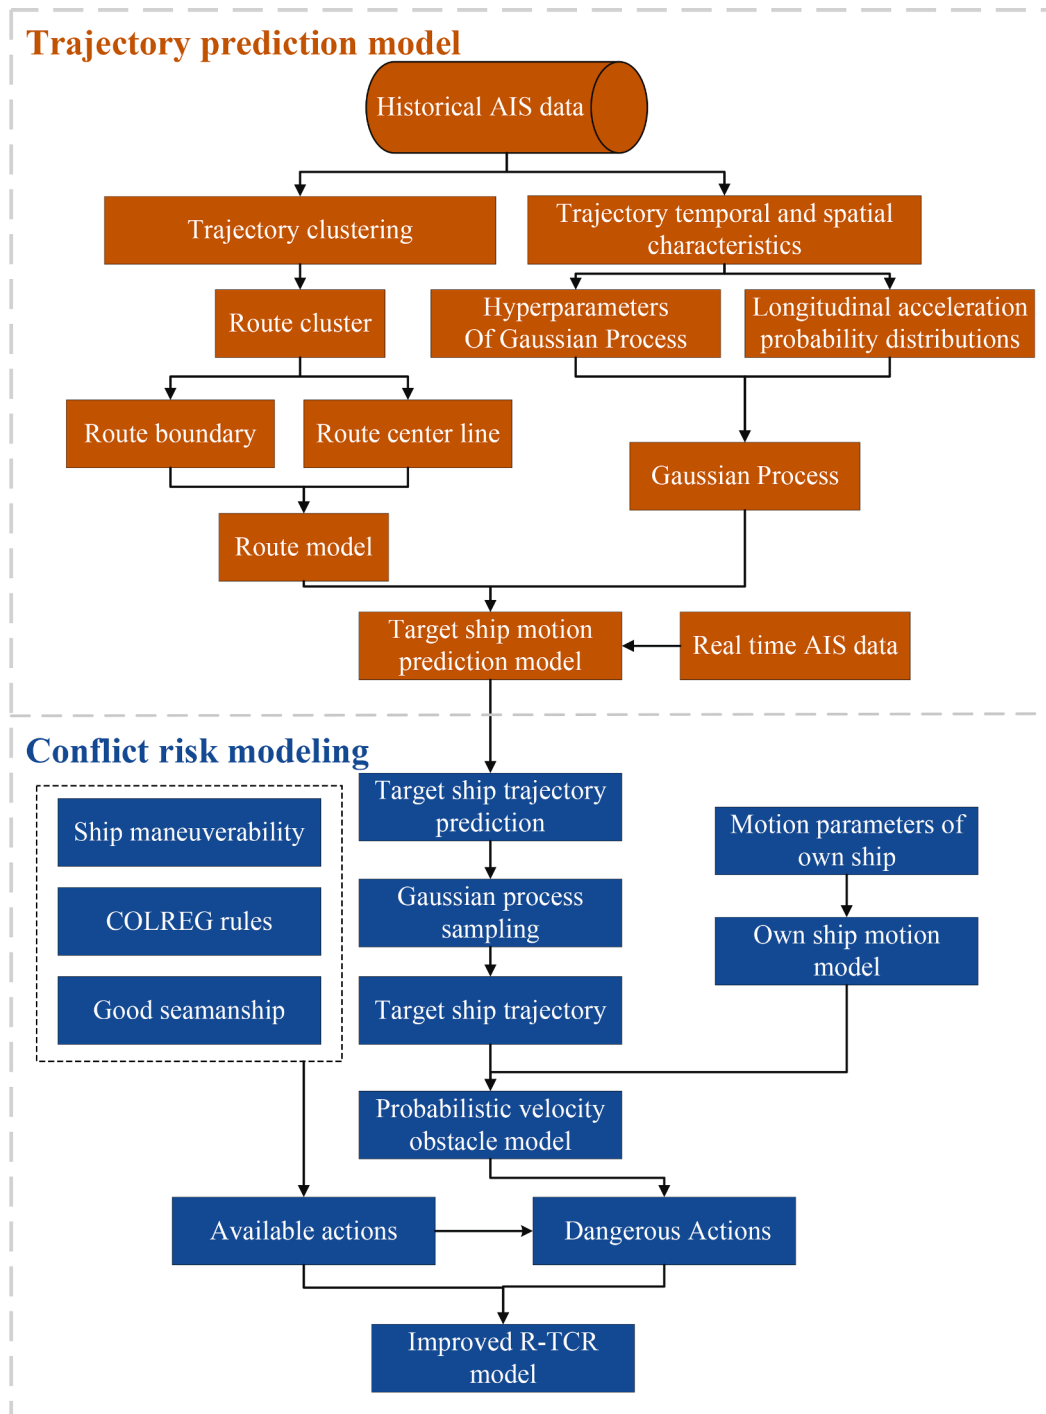 Trajectory prediction model
Historical AIS data
Trajectory clustering
Trajectory temporal and spatial
characteristics
Route cluster
Hyperparameters
Of Gaussian Process
Longitudinal acceleration
probability distributions
Route boundary
Route center line
Gaussian Process
Route model
Target ship motion
prediction model
Real time AIS data
Conflict risk modeling
Ship maneuverability
COLREG rules
Good seamanship
Target ship trajectory
prediction
Gaussian process
sampling
Target ship trajectory
Motion parameters of
own ship
Own ship motion
model
Probabilistic velocity
obstacle model
Available actions
Dangerous Actions
Improved R-TCR
model